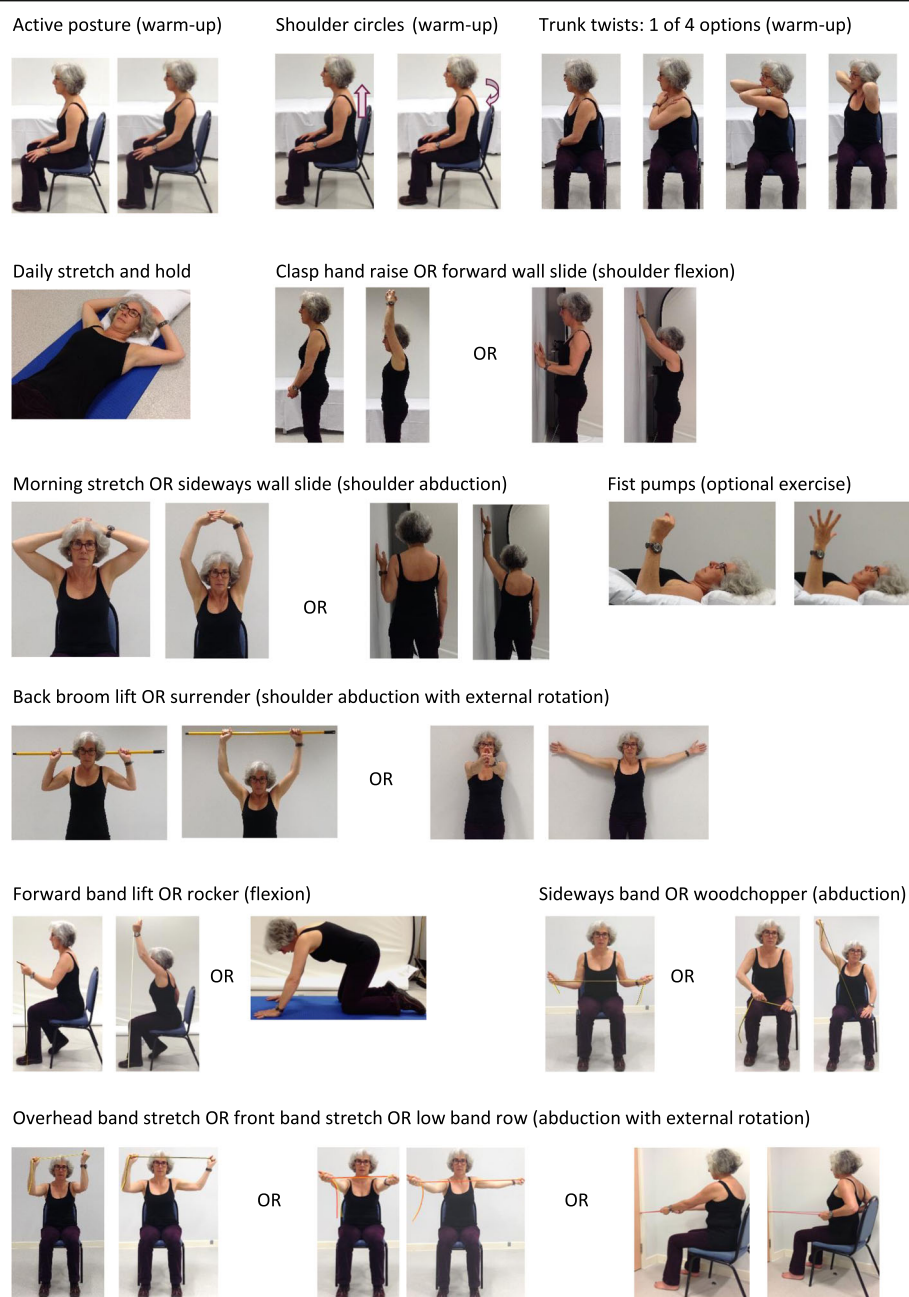 Active posture (warm-up)
Shoulder circles (warm-up)
Trunk twists: 1 of 4 options (warm-up)
Daily stretch and hold
Clasp hand raise OR forward wall slide (shoulder flexion)
OR
Morning stretch OR sideways wall slide (shoulder abduction)
Fist pumps (optional exercise)
OR
Back broom lift OR surrender (shoulder abduction with external rotation)
OR
Forward band lift OR rocker (flexion)
Sideways band OR woodchopper (abduction)
OR
OR
Overhead band stretch OR front band stretch OR low band row (abduction with external rotation)
OR
OR